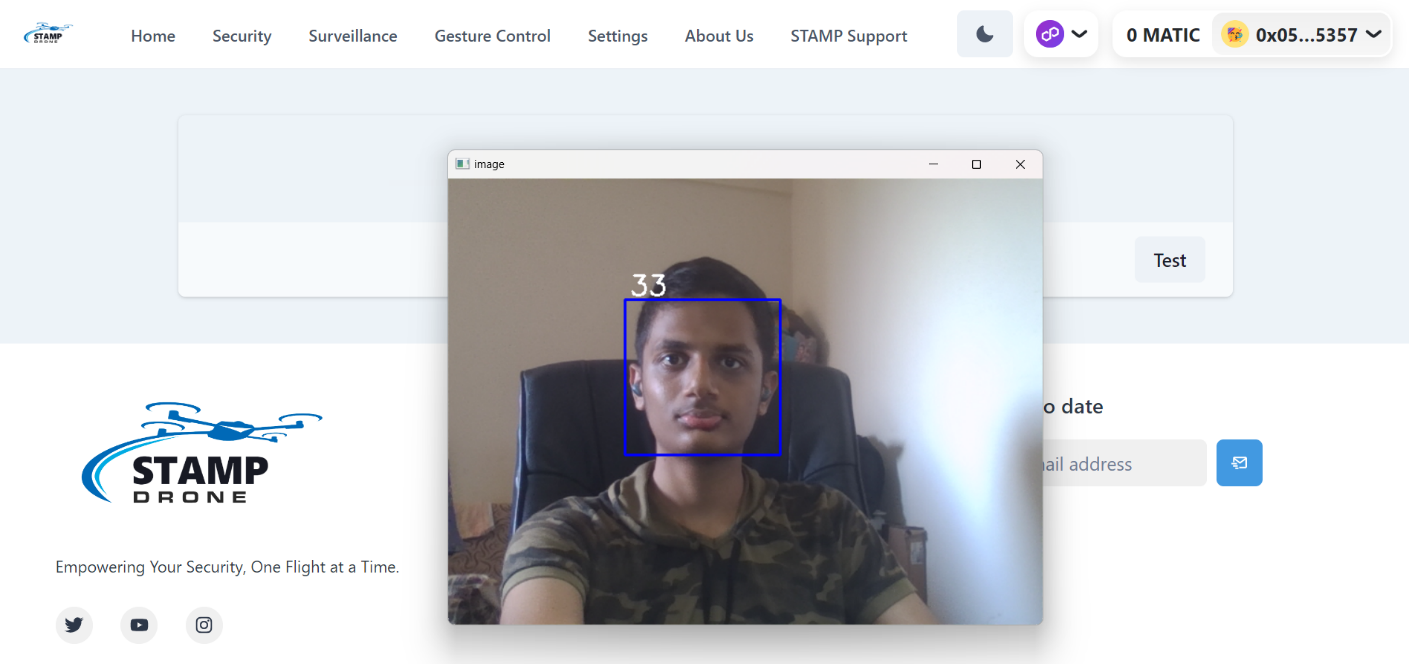 STAMP
DRONE
Home Security Surveillance Gesture Control Settings About Us STAMP Support
0 MATIC 0x05...5357
image
Test
33
STAMP
DRONE
o date
ail address
Empowering Your Security, One Flight at a Time.